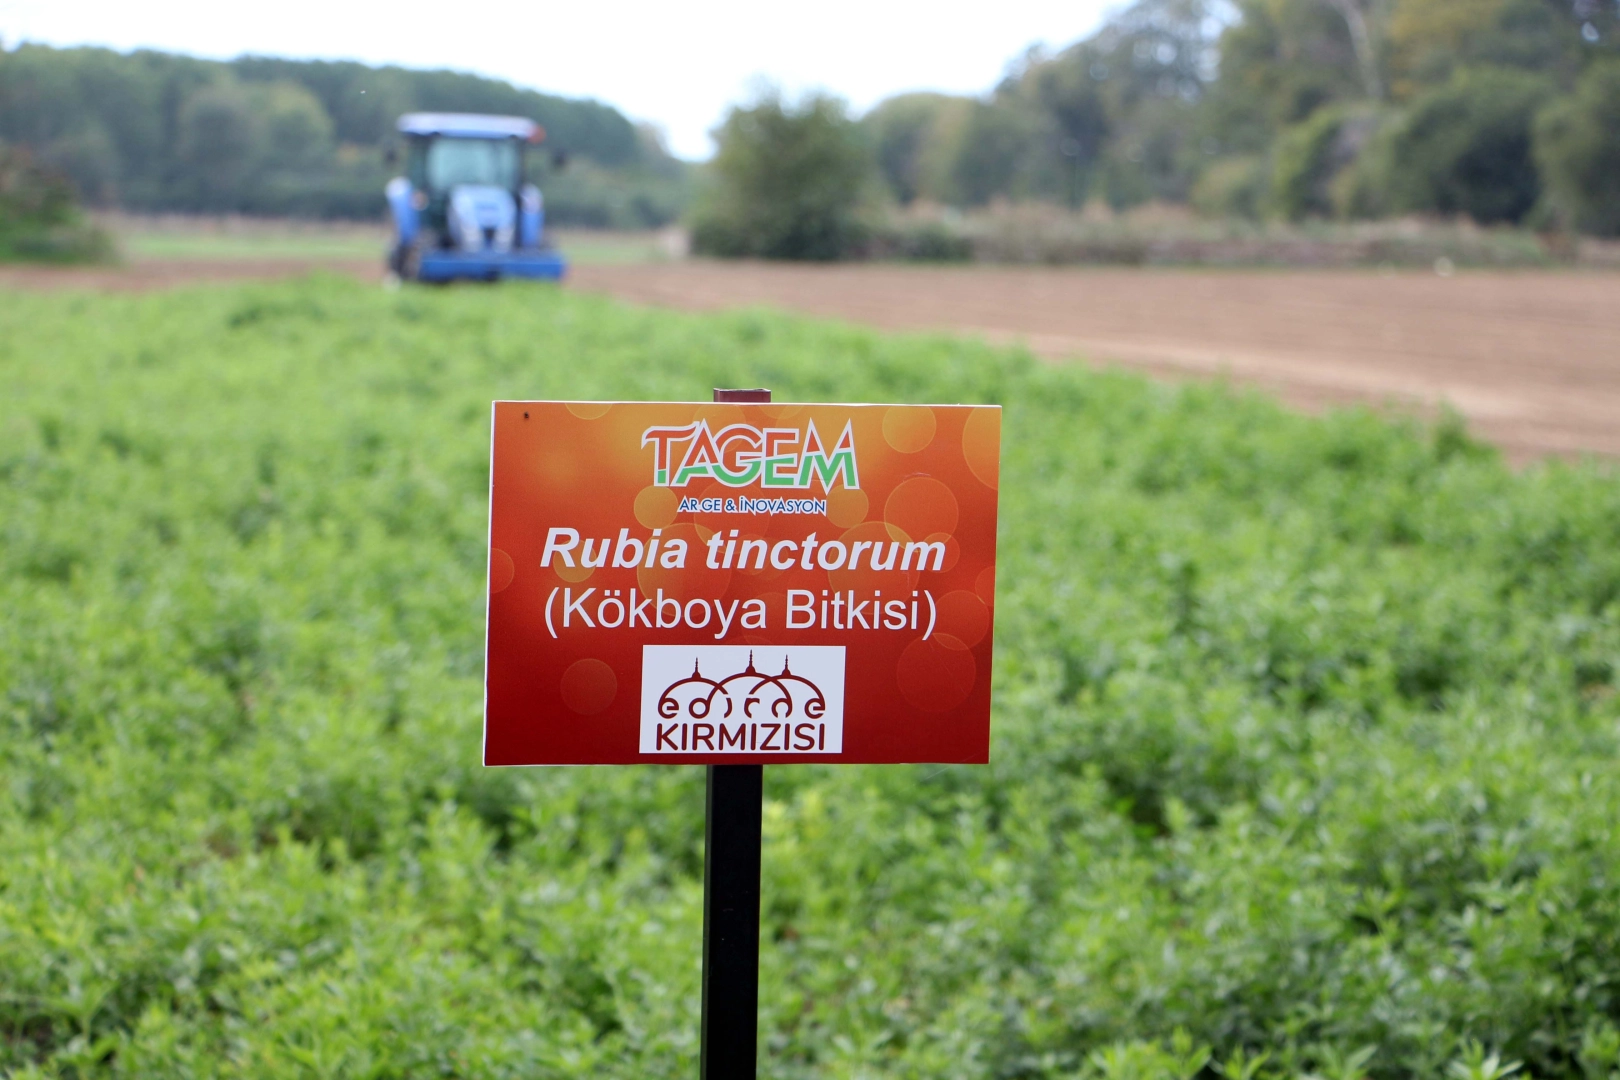 TAGEM
AR-GE & İNOVASYON
Rubia tinctorum
(Kökboya Bitkisi)
edirne
KIRMIZISI